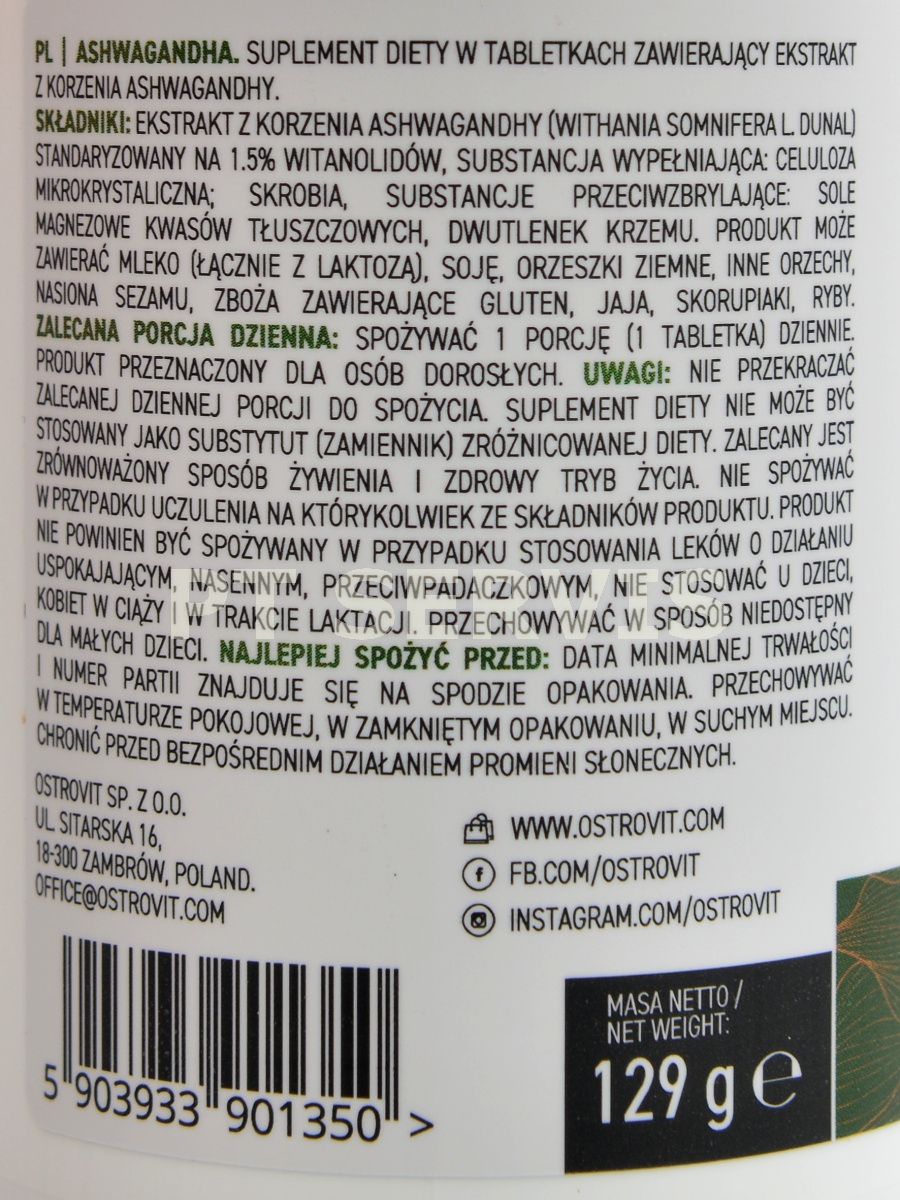 PL | ASHWAGANDHA. SUPLEMENT DIETY W TABLETKACH ZAWIERAJĄCY EKSTRAKT
Z KORZENIA ASHWAGANDHY.
SKŁADNIKI: EKSTRAKT Z KORZENIA ASHWAGANDHY (WITHANIA SOMNIFERA L. DUNAL)
STANDARYZOWANY NA 1.5% WITANOLIDÓW, SUBSTANCJA WYPEŁNIAJĄCA: CELULOZA
MIKROKRYSTALICZNA; SKROBIA, SUBSTANCJE PRZECIWZBRYLAJĄCE: SOLE
MAGNEZOWE KWASÓW TŁUSZCZOWYCH, DWUTLENEK KRZEMU. PRODUKT MOŻE
ZAWIERAĆ MLEKO (ŁĄCZNIE Z LAKTOZĄ), SOJĘ, ORZESZKI ZIEMNE, INNE ORZECHY,
NASIONA SEZAMU, ZBOŻA ZAWIERAJĄCE GLUTEN, JAJA, SKORUPIAKI, RYBY.
ZALECANA PORCJA DZIENNA: SPOŻYWAĆ 1 PORCJĘ (1 TABLETKA) DZIENNIE.
PRODUKT PRZEZNACZONY DLA OSÓB DOROSŁYCH. UWAGI: NIE PRZEKRACZAĆ
ZALECANEJ DZIENNEJ PORCJI DO SPOŻYCIA. SUPLEMENT DIETY NIE MOŻE BYĆ
STOSOWANY JAKO SUBSTYTUT (ZAMIENNIK) ZRÓŻNICOWANEJ DIETY. ZALECANY JEST
ZRÓWNOWAŻONY SPOSÓB ŻYWIENIA I ZDROWY TRYB ŻYCIA. NIE SPOŻYWAĆ
W PRZYPADKU UCZULENIA NA KTÓRYKOLWIEK ZE SKŁADNIKÓW PRODUKTU. PRODUKT
NIE POWINIEN BYĆ SPOŻYWANY W PRZYPADKU STOSOWANIA LEKÓW O DZIAŁANIU
USPOKAJAJĄCYM, NASENNYM, PRZECIWPADACZKOWYM, NIE STOSOWAĆ U DZIECI,
KOBIET W CIĄŻY I W TRAKCIE LAKTACJI. PRZECHOWYWAĆ W SPOSÓB NIEDOSTĘPNY
DLA MAŁYCH DZIECI. NAJLEPIEJ SPOŻYĆ PRZED: DATA MINIMALNEJ TRWAŁOŚCI
I NUMER PARTII ZNAJDUJE SIĘ NA SPODZIE OPAKOWANIA. PRZECHOWYWAĆ
W TEMPERATURZE POKOJOWEJ, W ZAMKNIĘTYM OPAKOWANIU, W SUCHYM MIEJSCU.
CHRONIĆ PRZED BEZPOŚREDNIM DZIAŁANIEM PROMIENI SŁONECZNYCH.
PT SERVIS
OSTROVIT SP. Z O.O.
UL. SITARSKA 16,
18-300 ZAMBRÓW, POLAND.
OFFICE@OSTROVIT.COM
WWW.OSTROVIT.COM
FB.COM/OSTROVIT
INSTAGRAM.COM/OSTROVIT
5 903933 901350 >
MASA NETTO /
NET WEIGHT:
129 g ℮